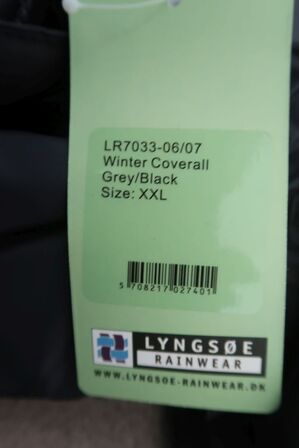 LR7033-06/07
Winter Coverall
Grey/Black
Size: XXL
5 708217 027401
LYNGSØE
RAINWEAR
WWW.LYNGSOE-RAINWEAR.DK